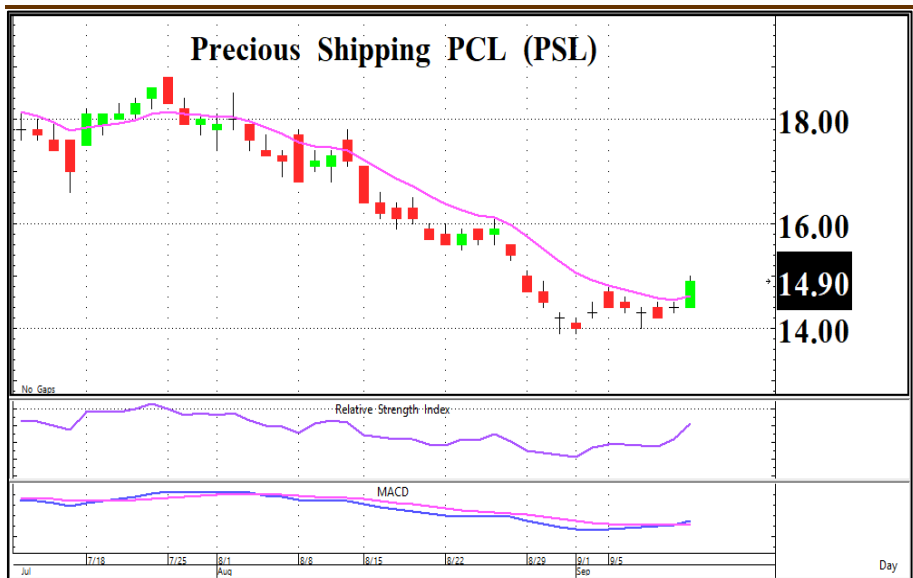 Precious Shipping PCL (PSL)
18.00
16.00
14.90
14.00
No Gaps
Relative Strength Index
MACD
7/18 7/25 8/1 8/8 8/15 8/22 8/29 9/1 9/5
Jul Aug Sep Day